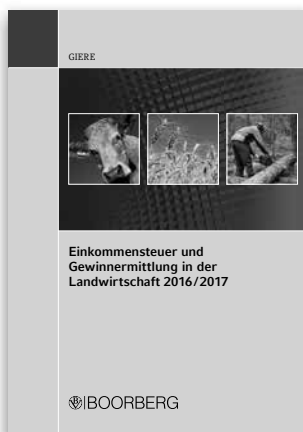 GIERE
Einkommensteuer und
Gewinnermittlung in der
Landwirtschaft 2016/2017
BOORBERG